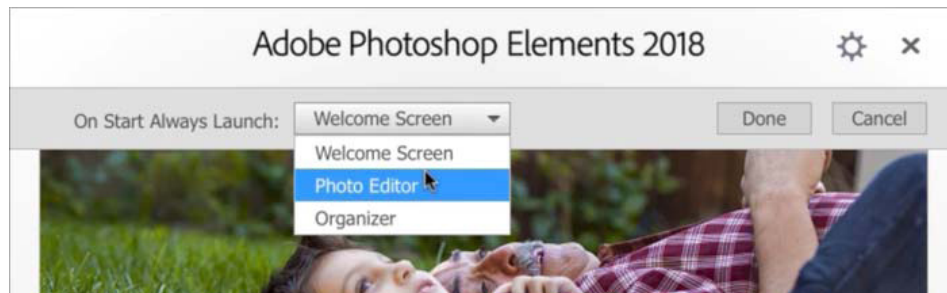 Adobe Photoshop Elements 2018
On Start Always Launch: Welcome Screen Done Cancel
Welcome Screen
Photo Editor
Organizer